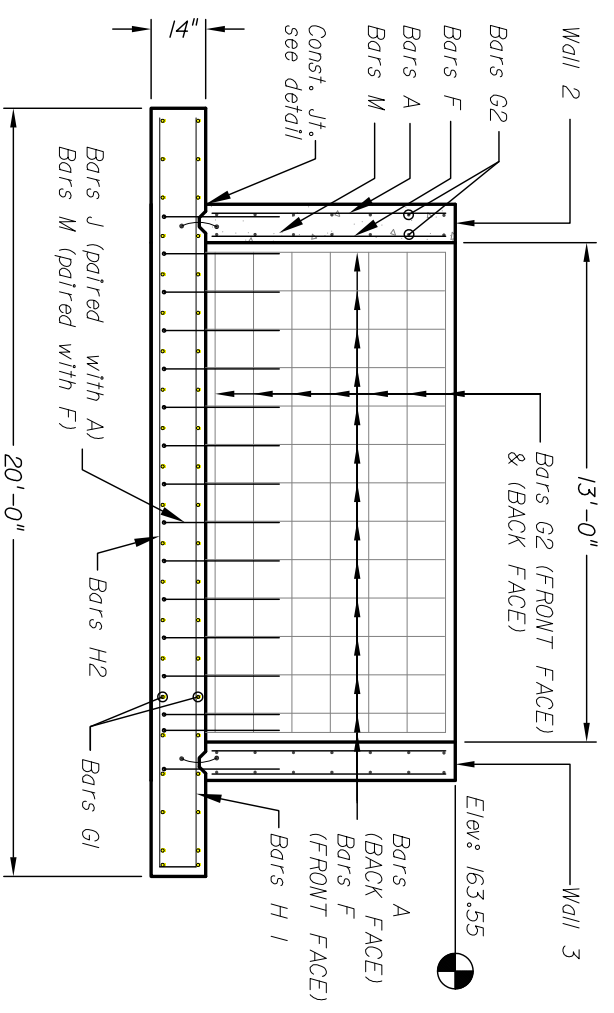 Wall 2
Bars G2
Bars F
Bars A
Bars M
Const. Jt.
see detail
14"
13'-0"
Bars G2 (FRONT FACE)
& (BACK FACE)
Wall 3
Elev: 163.55
Bars A
(BACK FACE)
Bars F
(FRONT FACE)
Bars H 1
Bars J (paired with A)
Bars M (paired with F)
Bars H2
Bars G1
20'-0"